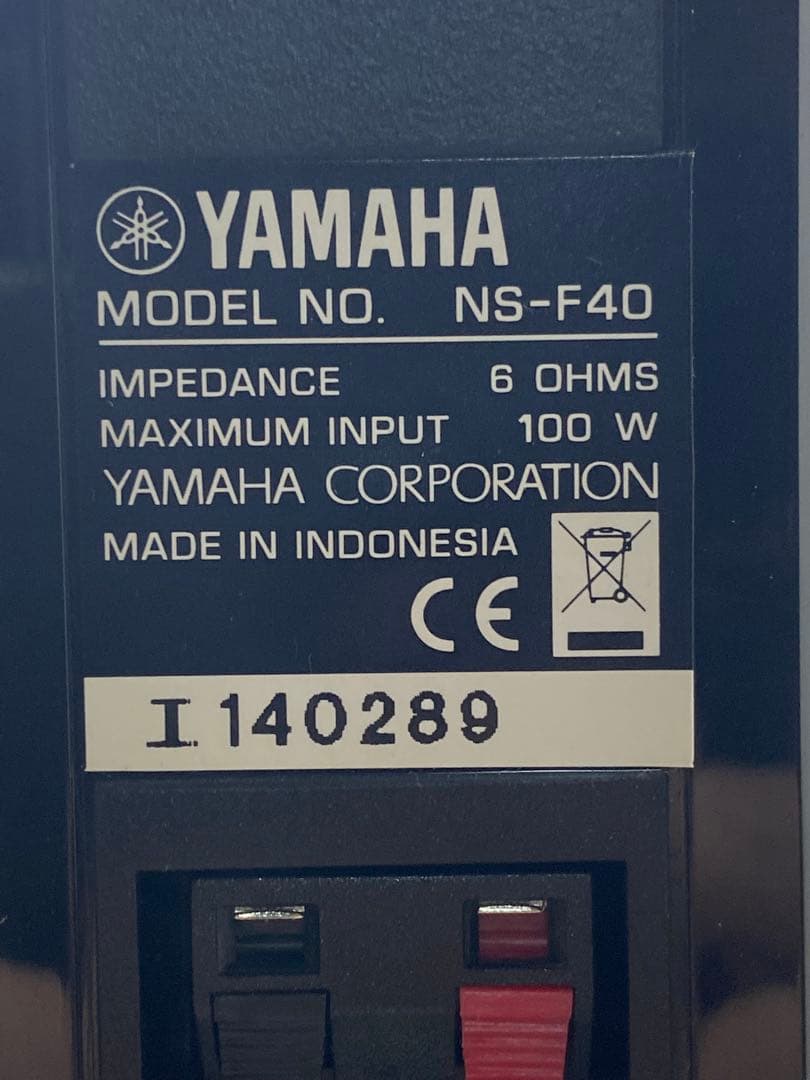 YAMAHA
MODEL NO. NS-F40
IMPEDANCE 6 OHMS
MAXIMUM INPUT 100 W
YAMAHA CORPORATION
MADE IN INDONESIA
CE
I 140289